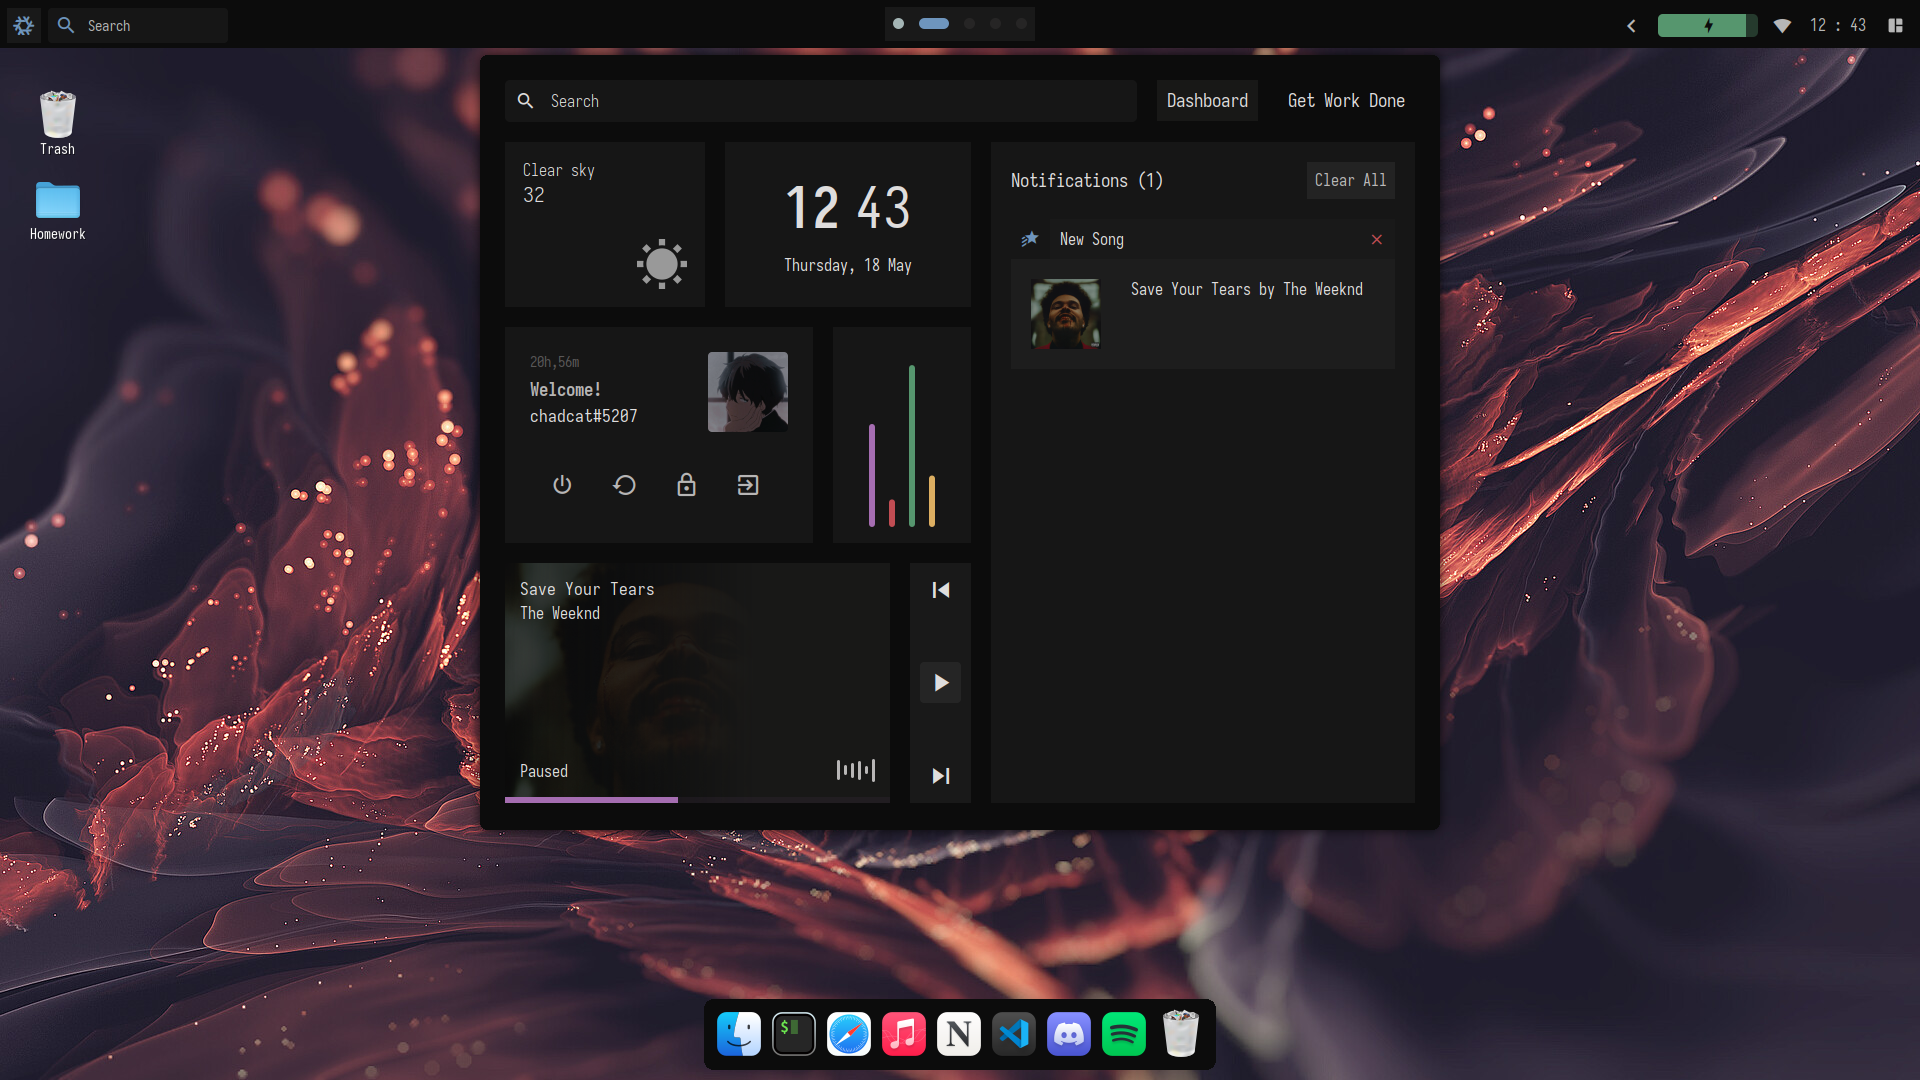 Search
12 : 43
Trash
Homework
Search
Dashboard
Get Work Done
Clear sky
32
12 43
Thursday, 18 May
Notifications (1)
Clear All
New Song
Save Your Tears by The Weeknd
20h,56m
Welcome!
chadcat#5207
Save Your Tears
The Weeknd
Paused
$
N